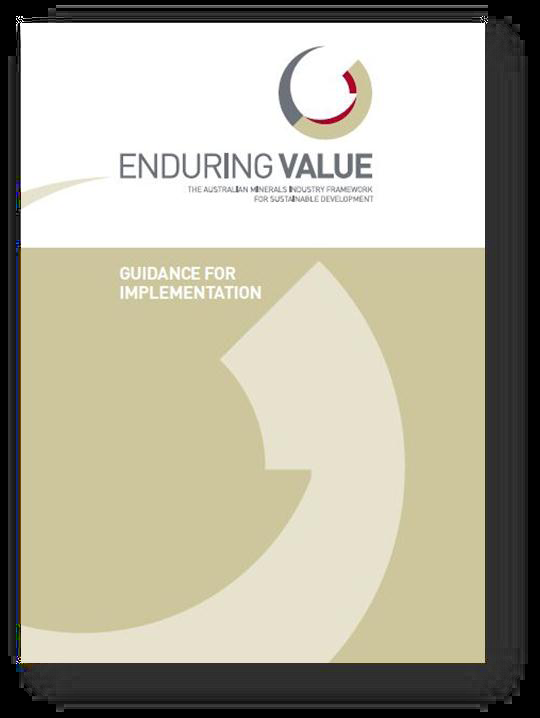 ENDURING VALUE
THE AUSTRALIAN MINERALS INDUSTRY FRAMEWORK
FOR SUSTAINABLE DEVELOPMENT
GUIDANCE FOR
IMPLEMENTATION